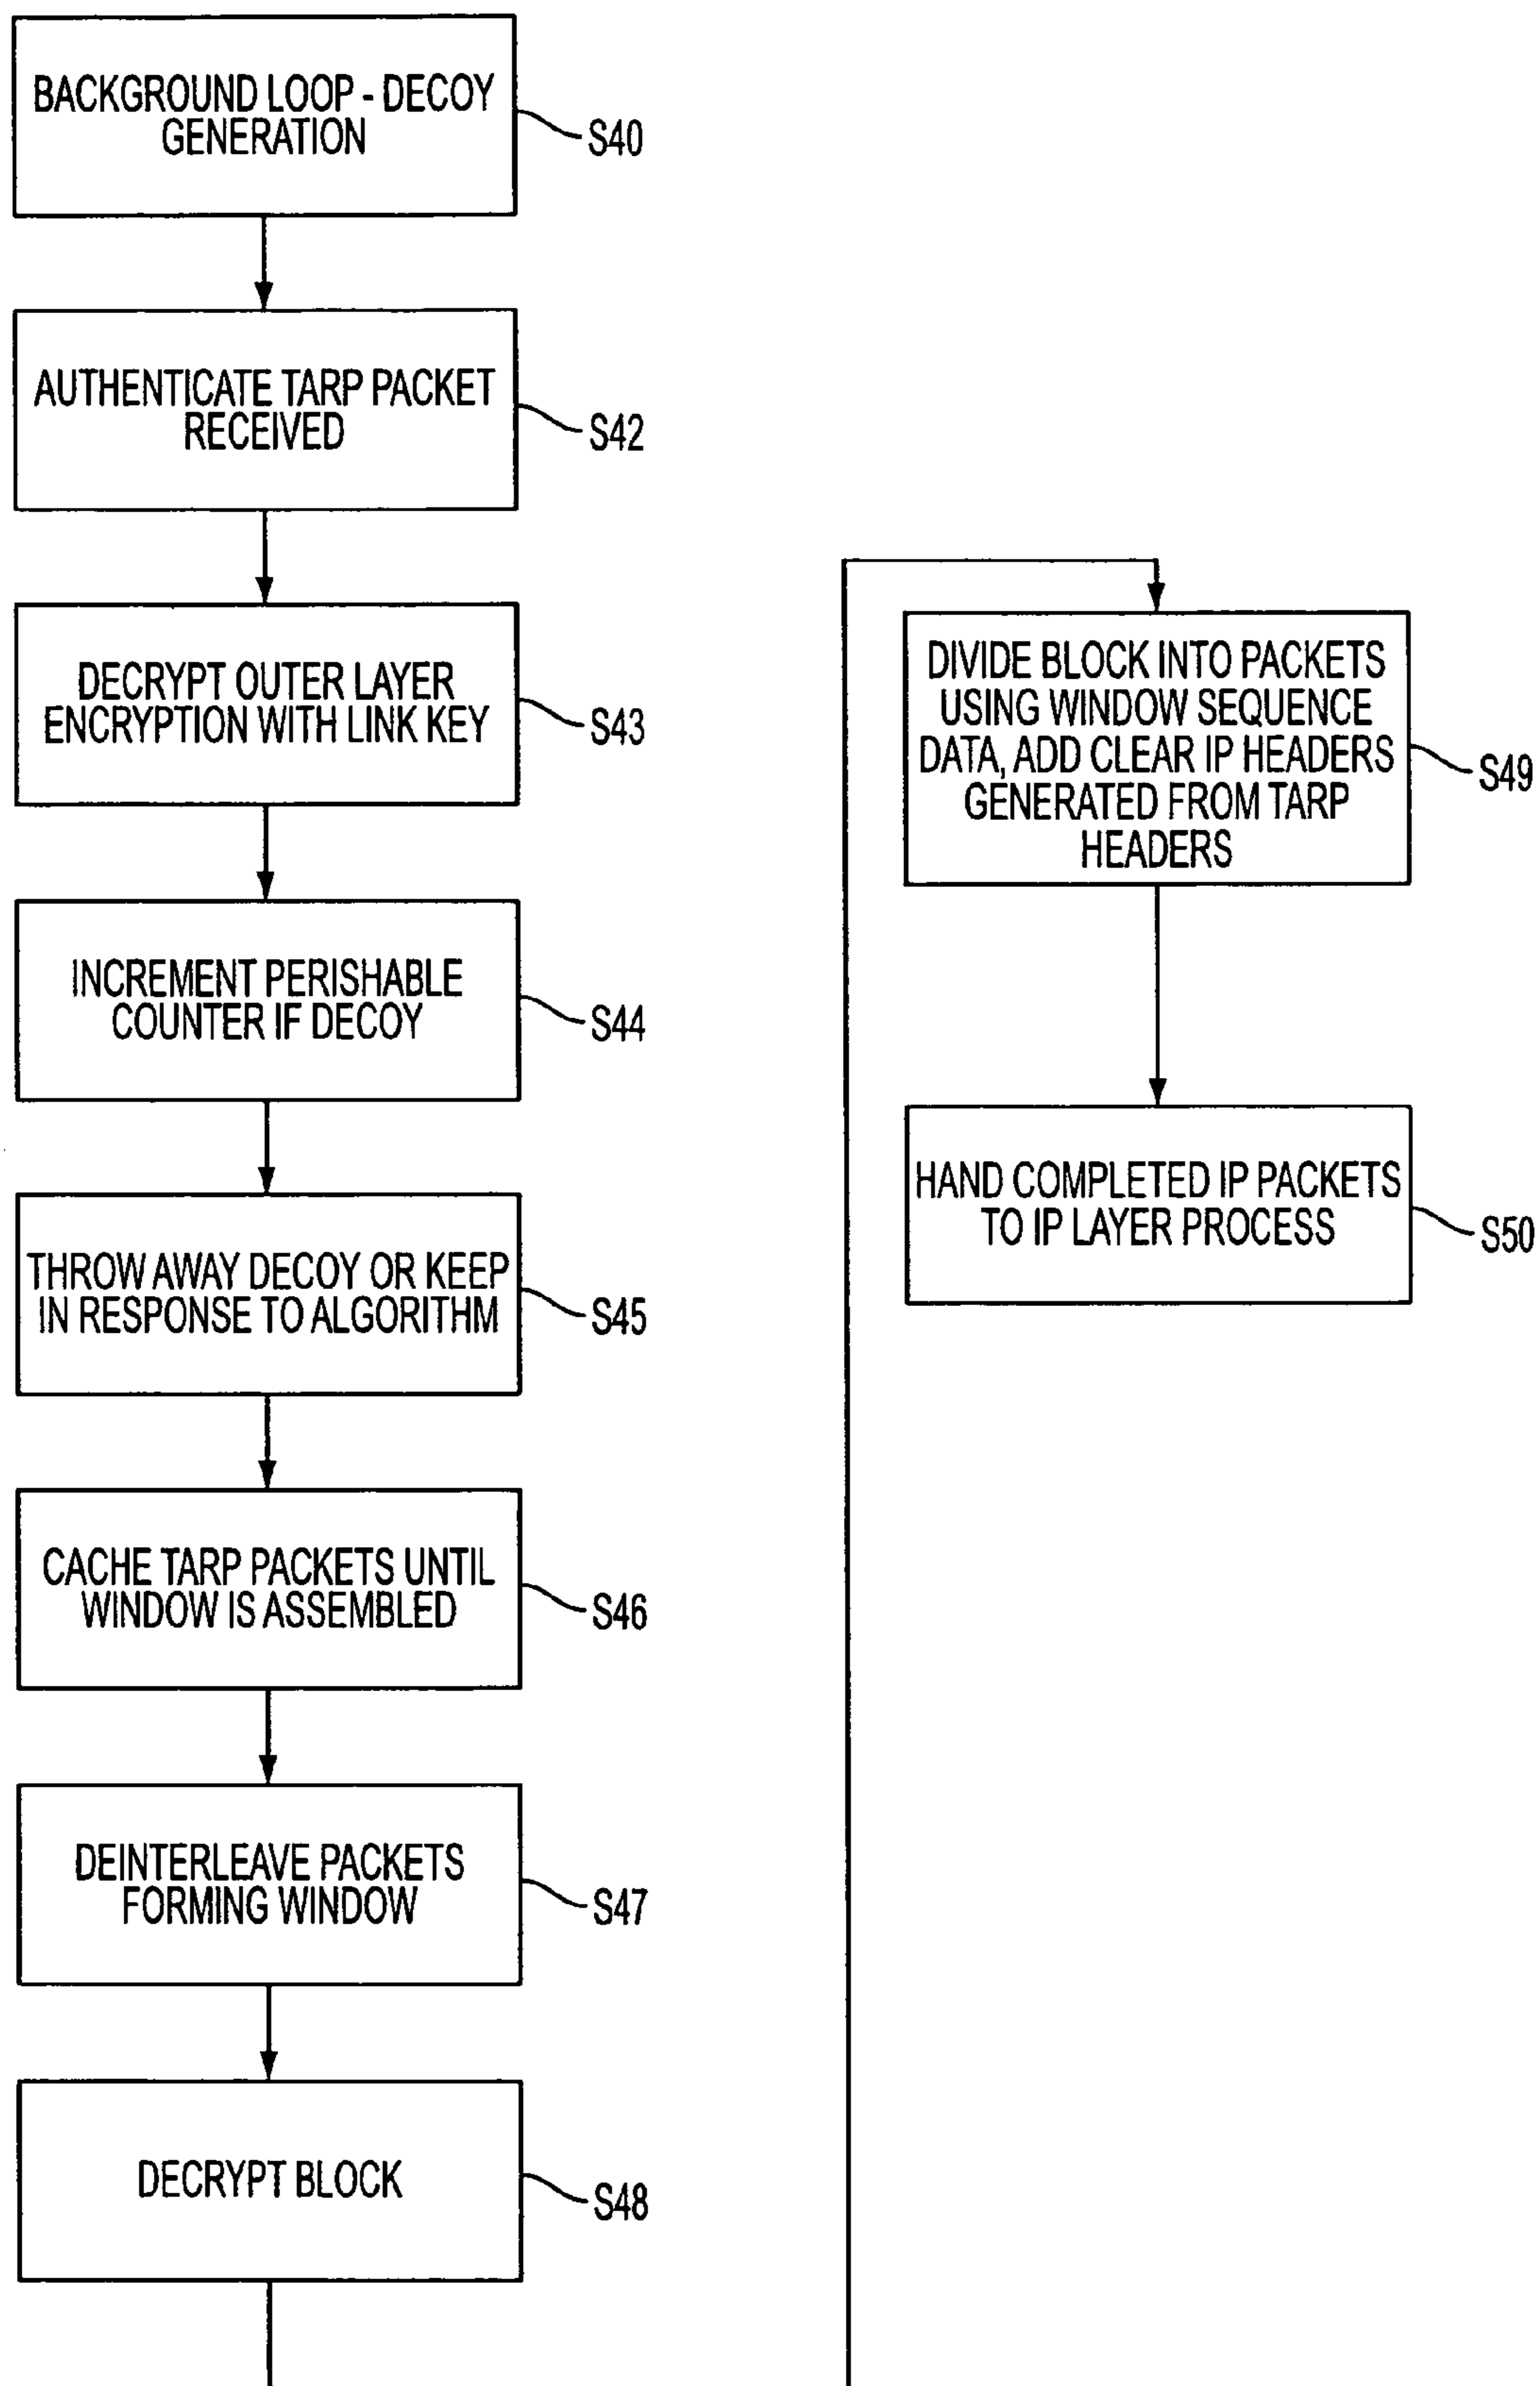 BACKGROUND LOOP - DECOY
GENERATION
S40
AUTHENTICATE TARP PACKET
RECEIVED
S42
DECRYPT OUTER LAYER
ENCRYPTION WITH LINK KEY
S43
INCREMENT PERISHABLE
COUNTER IF DECOY
S44
THROW AWAY DECOY OR KEEP
IN RESPONSE TO ALGORITHM
S45
CACHE TARP PACKETS UNTIL
WINDOW IS ASSEMBLED
S46
DEINTERLEAVE PACKETS
FORMING WINDOW
S47
DECRYPT BLOCK
S48
DIVIDE BLOCK INTO PACKETS
USING WINDOW SEQUENCE
DATA, ADD CLEAR IP HEADERS
GENERATED FROM TARP
HEADERS
S49
HAND COMPLETED IP PACKETS
TO IP LAYER PROCESS
S50